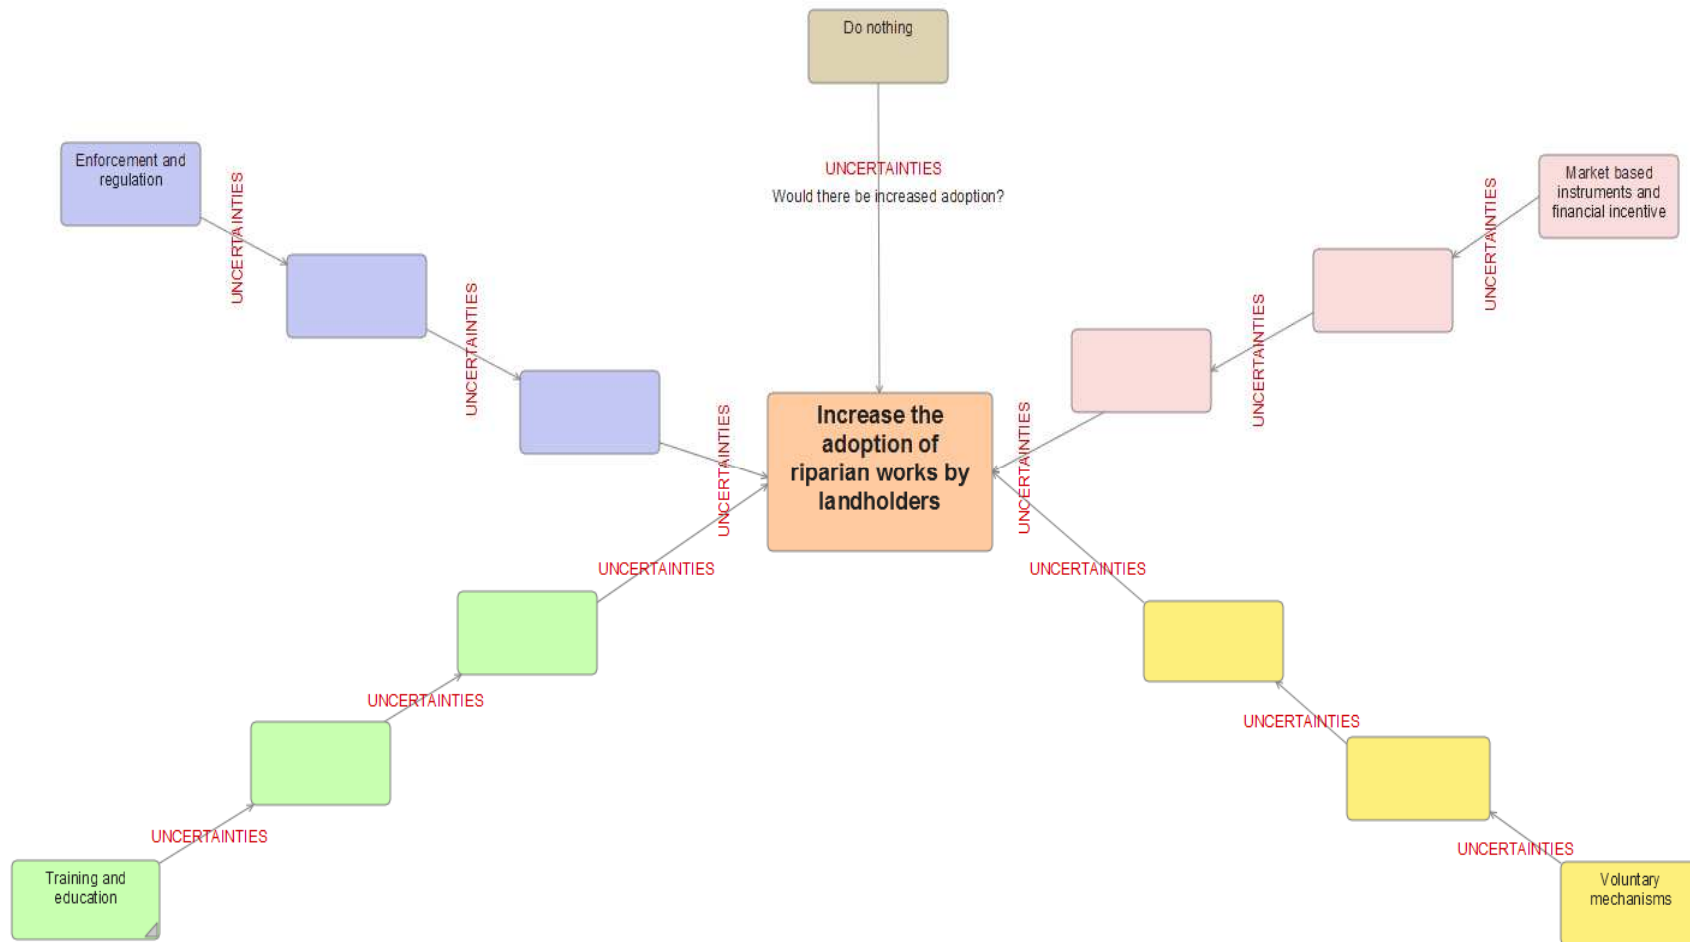 Do nothing
UNCERTAINTIES
Would there be increased adoption?
Enforcement and
regulation
UNCERTAINTIES
UNCERTAINTIES
UNCERTAINTIES
Market based
instruments and
financial incentive
UNCERTAINTIES
UNCERTAINTIES
UNCERTAINTIES
Increase the
adoption of
riparian works by
landholders
UNCERTAINTIES
UNCERTAINTIES
UNCERTAINTIES
Training and
education
UNCERTAINTIES
UNCERTAINTIES
UNCERTAINTIES
Voluntary
mechanisms